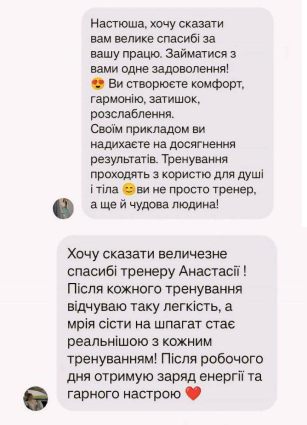 Настюша, хочу сказати
вам велике спасибі за
вашу працю. Займатися з
вами одне задоволення!
😍 Ви створюєте комфорт,
гармонію, затишок,
розслаблення.
Своїм прикладом ви
надихаєте на досягнення
результатів. Тренування
проходять з користю для душі
і тіла 😊ви не просто тренер,
а ще й чудова людина!
Хочу сказати величезне
спасибі тренеру Анастасії !
Після кожного тренування
відчуваю таку легкість, а
мрія сісти на шпагат стає
реальнішою з кожним
тренуванням! Після робочого
дня отримую заряд енергії та
гарного настрою ❤️